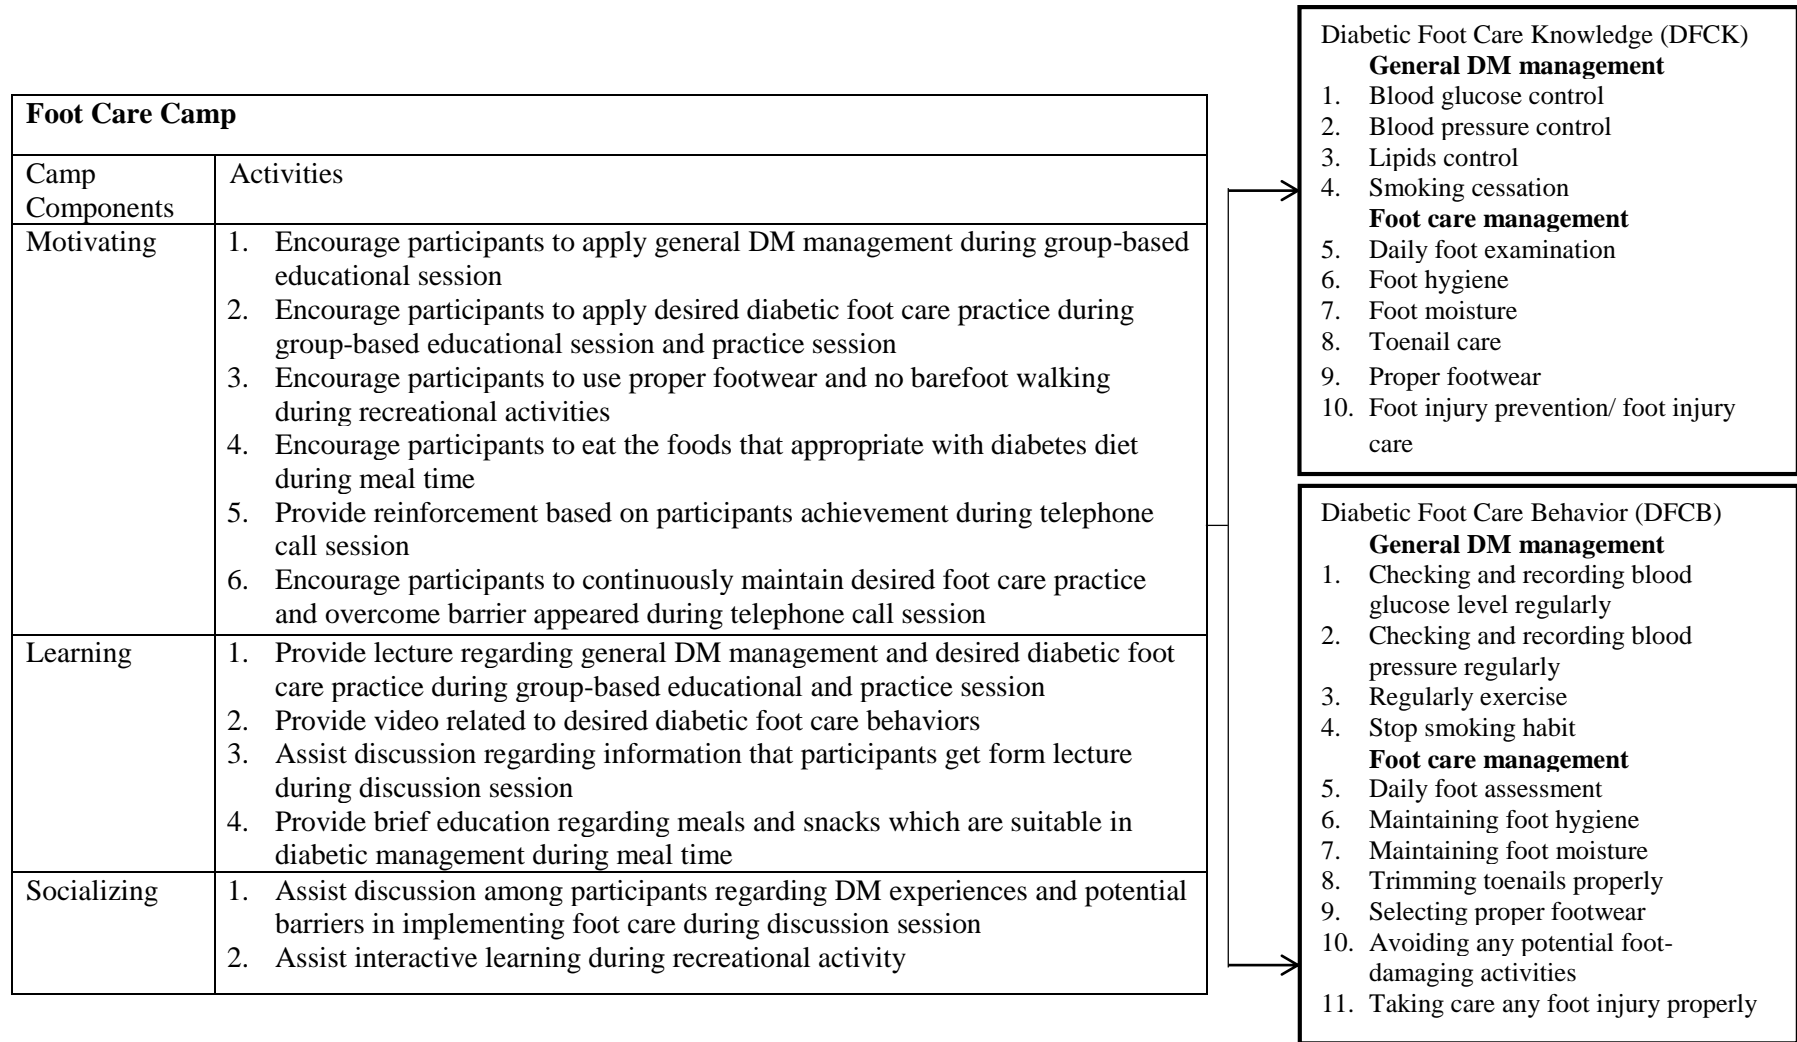 Foot Care Camp
Camp
Components
Activities
Motivating
1. Encourage participants to apply general DM management during group-based
educational session
2. Encourage participants to apply desired diabetic foot care practice during
group-based educational session and practice session
3. Encourage participants to use proper footwear and no barefoot walking
during recreational activities
4. Encourage participants to eat the foods that appropriate with diabetes diet
during meal time
5. Provide reinforcement based on participants achievement during telephone
call session
6. Encourage participants to continuously maintain desired foot care practice
and overcome barrier appeared during telephone call session
Learning
1. Provide lecture regarding general DM management and desired diabetic foot
care practice during group-based educational and practice session
2. Provide video related to desired diabetic foot care behaviors
3. Assist discussion regarding information that participants get form lecture
during discussion session
4. Provide brief education regarding meals and snacks which are suitable in
diabetic management during meal time
Socializing
1. Assist discussion among participants regarding DM experiences and potential
barriers in implementing foot care during discussion session
2. Assist interactive learning during recreational activity
Diabetic Foot Care Knowledge (DFCK)
General DM management
1. Blood glucose control
2. Blood pressure control
3. Lipids control
4. Smoking cessation
Foot care management
5. Daily foot examination
6. Foot hygiene
7. Foot moisture
8. Toenail care
9. Proper footwear
10. Foot injury prevention/ foot injury
care
Diabetic Foot Care Behavior (DFCB)
General DM management
1. Checking and recording blood
glucose level regularly
2. Checking and recording blood
pressure regularly
3. Regularly exercise
4. Stop smoking habit
Foot care management
5. Daily foot assessment
6. Maintaining foot hygiene
7. Maintaining foot moisture
8. Trimming toenails properly
9. Selecting proper footwear
10. Avoiding any potential foot-
damaging activities
11. Taking care any foot injury properly